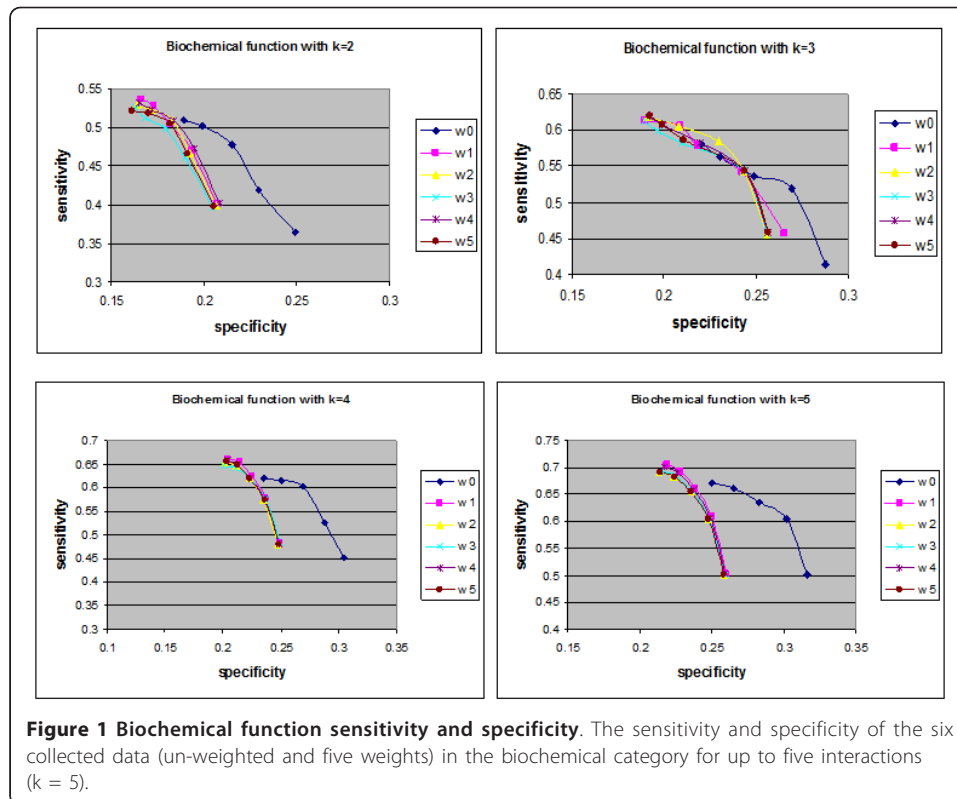 Biochemical function with k=2
0.55
0.5
0.45
0.4
0.35
0.3
0.15
0.2
0.25
0.3
sensitivity
specificity
w0
w1
w2
w3
w4
w5
Biochemical function with k=3
0.65
0.6
0.55
0.5
0.45
0.4
0.15
0.2
0.25
0.3
sensitivity
specificity
w0
w1
w2
w3
w4
w5
Biochemical function with k=4
0.7
0.65
0.6
0.55
0.5
0.45
0.4
0.35
0.3
0.1
0.15
0.2
0.25
0.3
0.35
sensitivity
specificity
w 0
w 1
w 2
w 3
w 4
w 5
Biochemical function with k=5
0.75
0.7
0.65
0.6
0.55
0.5
0.45
0.4
0.15
0.2
0.25
0.3
0.35
sensitivity
specificity
w 0
w 1
w 2
w 3
w 4
w 5
Figure 1 Biochemical function sensitivity and specificity. The sensitivity and specificity of the six
collected data (un-weighted and five weights) in the biochemical category for up to five interactions
(k = 5).